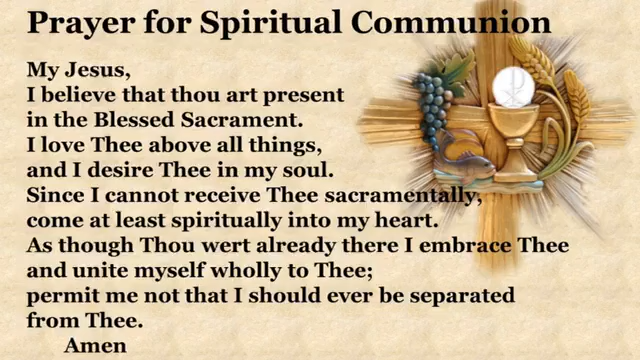 Prayer for Spiritual Communion
My Jesus,
I believe that thou art present
in the Blessed Sacrament.
I love Thee above all things,
and I desire Thee in my soul.
Since I cannot receive Thee sacramentally,
come at least spiritually into my heart.
As though Thou wert already there I embrace Thee
and unite myself wholly to Thee;
permit me not that I should ever be separated
from Thee.
Amen